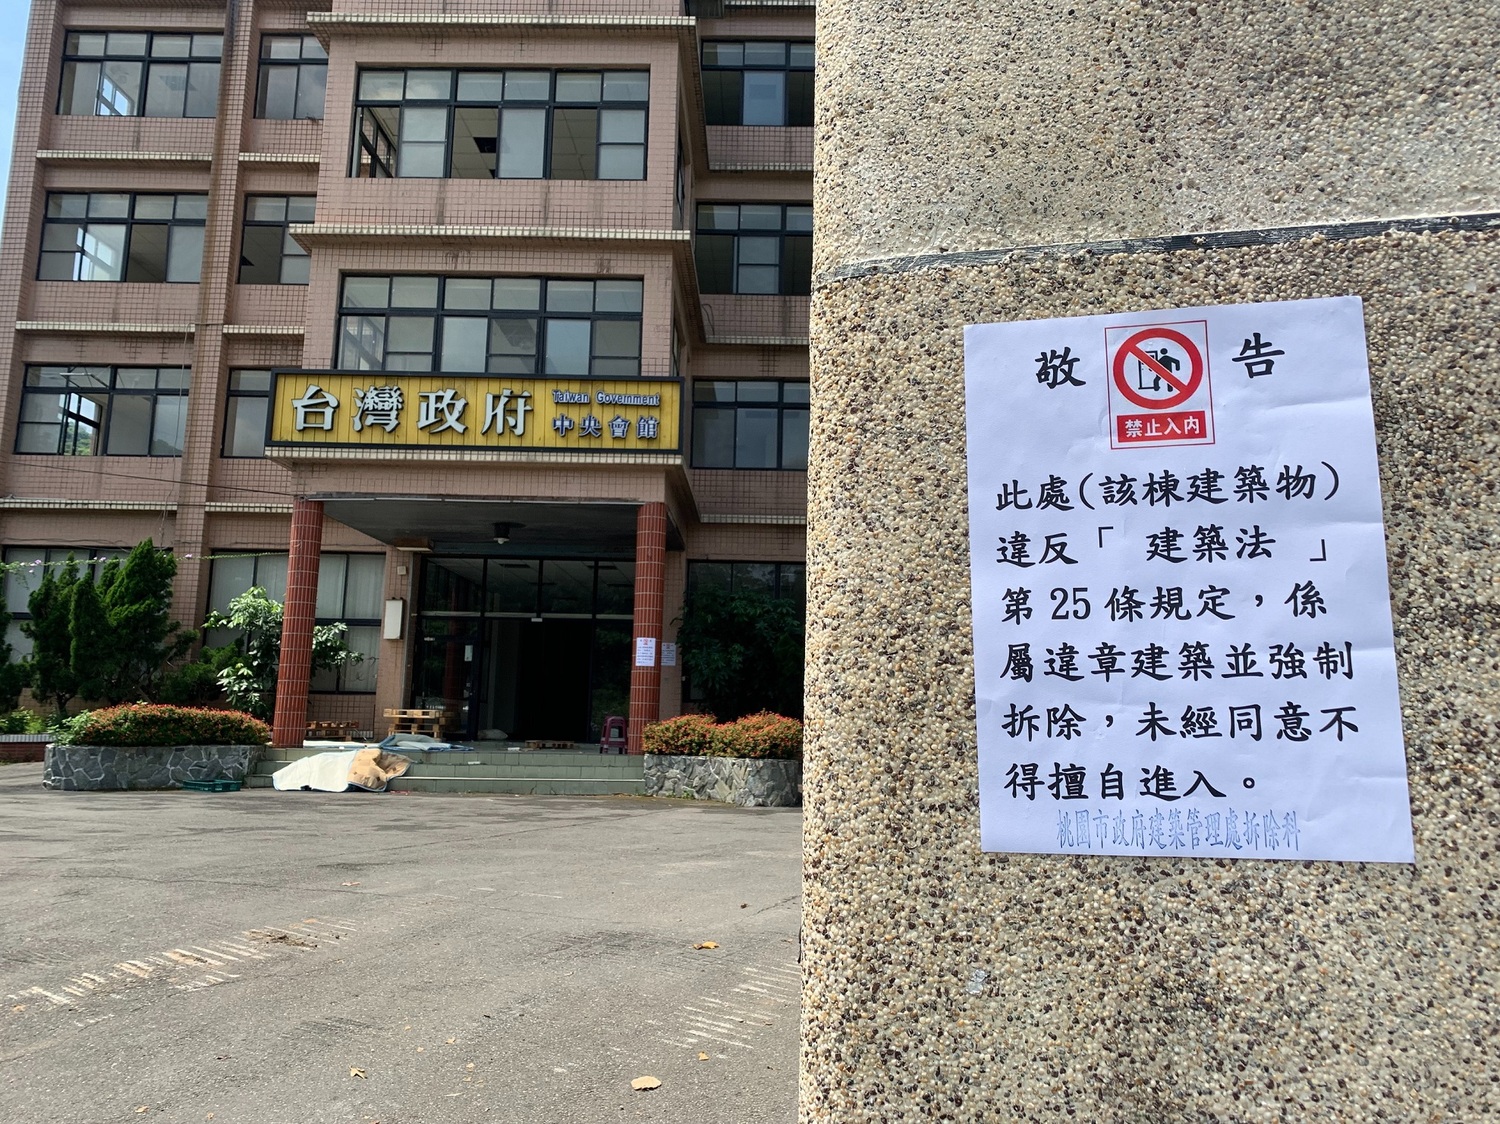 台灣政府
Taiwan Government
中央會館
敬 告
禁止入內
此處(該棟建築物)
違反「 建築法 」
第 25 條規定，係
屬違章建築並強制
拆除，未經同意不
得擅自進入。
桃園市政府建築管理處拆除科